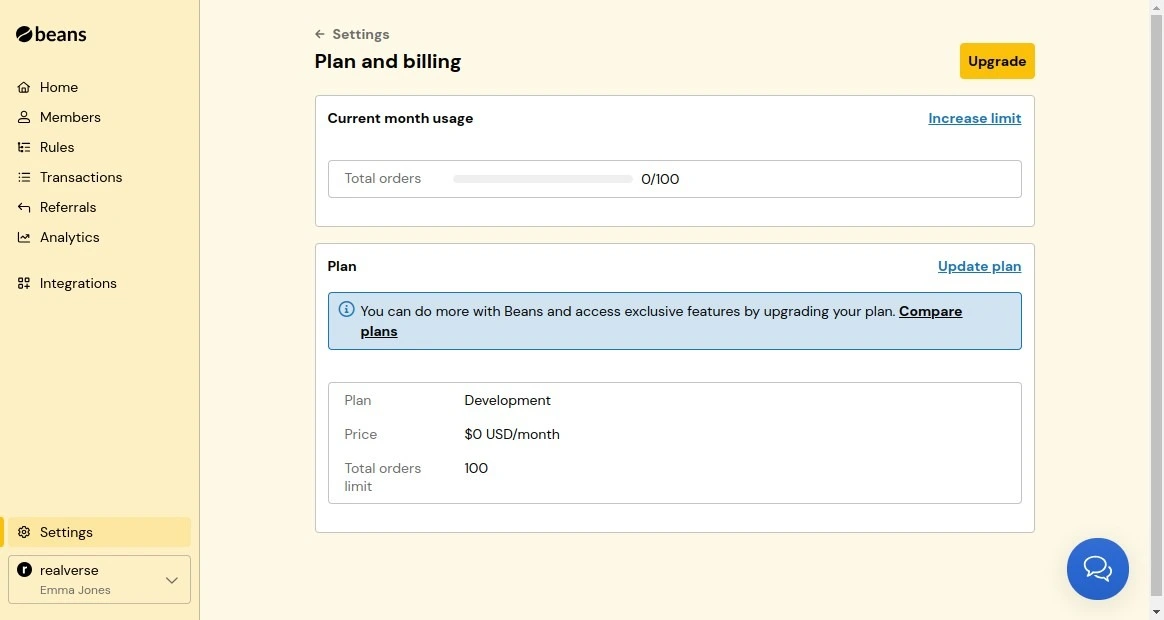 beans
Home
Members
Rules
Transactions
Referrals
Analytics
Integrations
Settings
r realverse
Emma Jones
← Settings
Plan and billing
Upgrade
Current month usage
Increase limit
Total orders 0/100
Plan
Update plan
You can do more with Beans and access exclusive features by upgrading your plan. Compare
plans
Plan Development
Price $0 USD/month
Total orders 100
limit